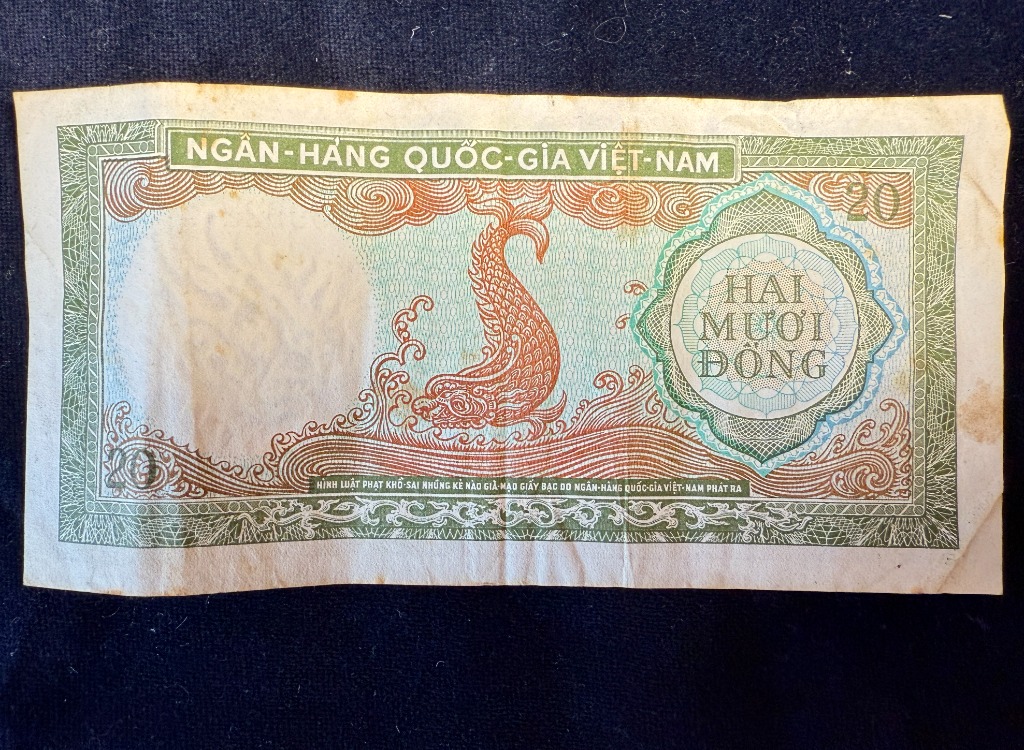 NGÂN-HÀNG QUỐC-GIA VIỆT-NAM
20
HAI
MƯƠI
ĐỒNG
20
HÌNH LUẬT PHẠT KHỔ-SAI NHỮNG KẺ NÀO GIẢ-MẠO GIẤY BẠC DO NGÂN-HÀNG QUỐC-GIA VIỆT-NAM PHÁT RA